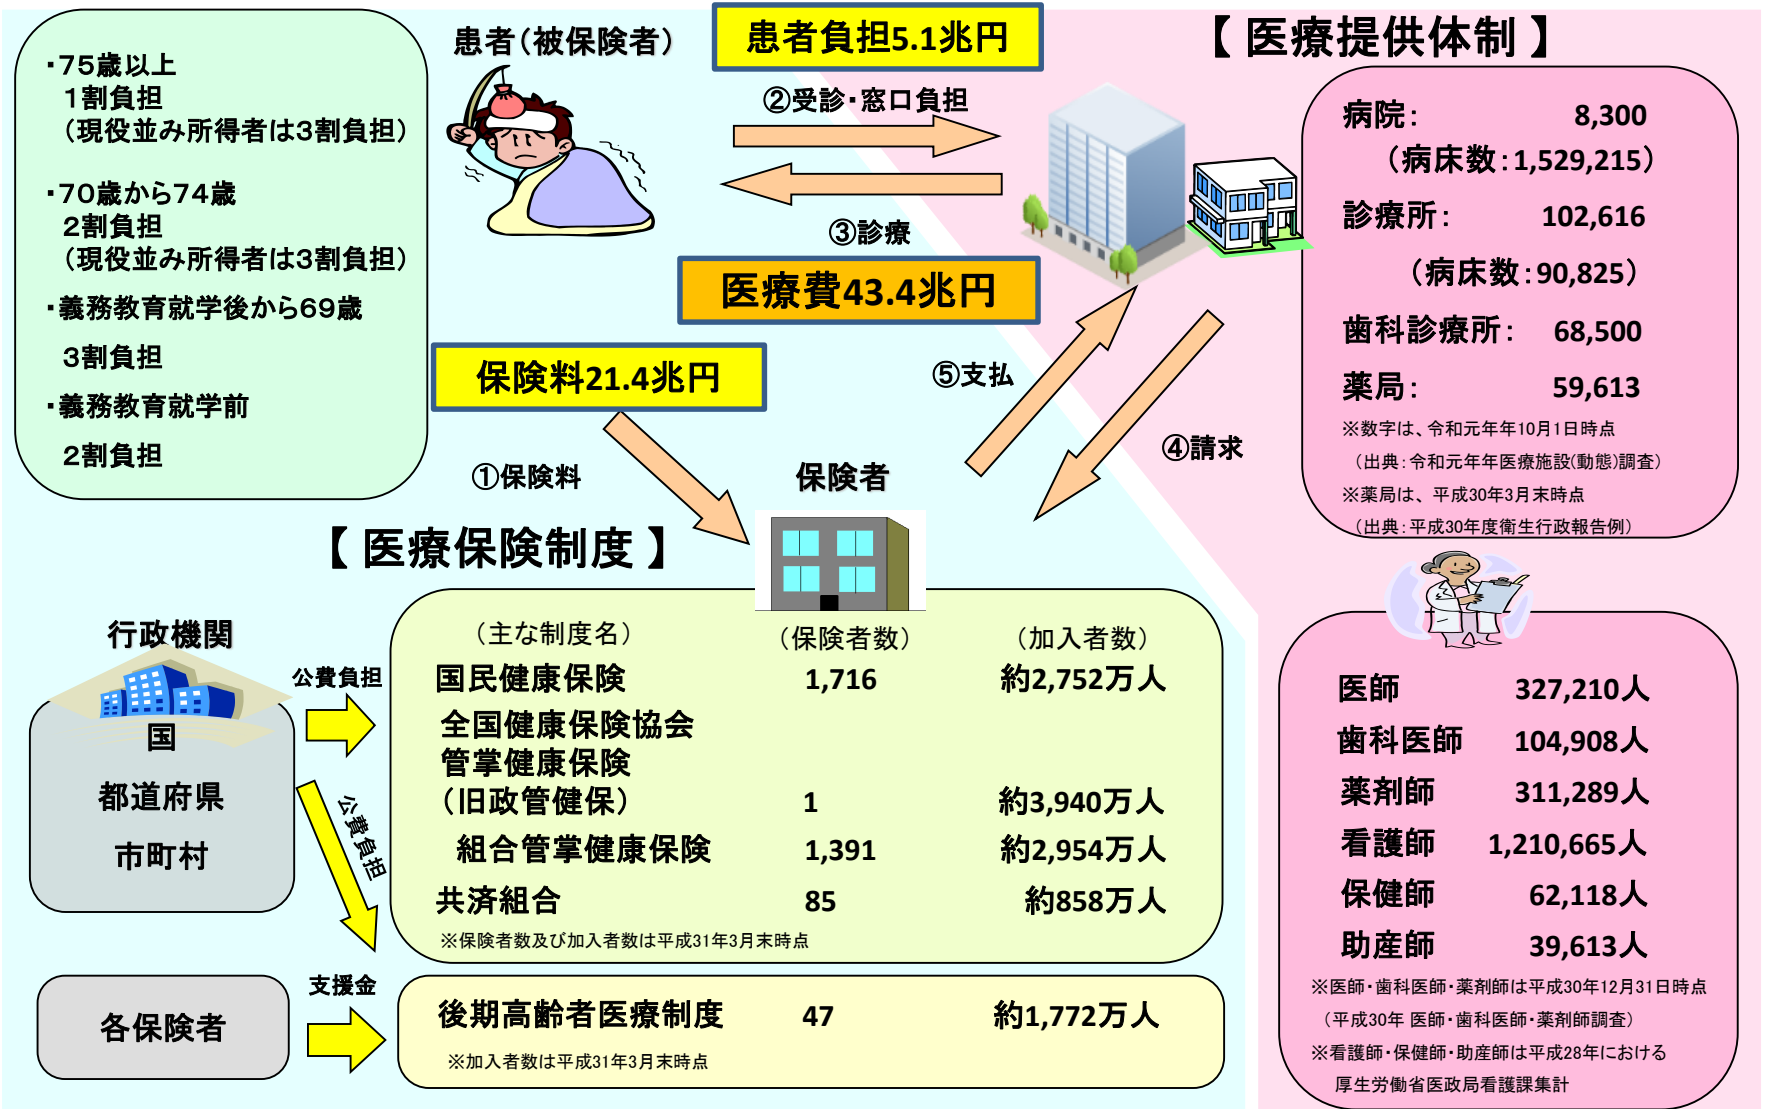 ・75歳以上
1割負担
（現役並み所得者は3割負担）
・70歳から74歳
2割負担
（現役並み所得者は3割負担）
・義務教育就学後から69歳
3割負担
・義務教育就学前
2割負担
患者（被保険者）
患者負担5.1兆円
②受診・窓口負担
③診療
医療費43.4兆円
保険料21.4兆円
①保険料
⑤支払
④請求
保険者
【 医療提供体制 】
病院： 8,300
（病床数：1,529,215）
診療所： 102,616
（病床数：90,825）
歯科診療所： 68,500
薬局： 59,613
※数字は、令和元年年10月1日時点
（出典：令和元年年医療施設(動態)調査）
※薬局は、平成30年3月末時点
（出典：平成30年度衛生行政報告例）
【 医療保険制度 】
行政機関
国
都道府県
市町村
公費負担
公費負担
（主な制度名） （保険者数） （加入者数）
国民健康保険 1,716 約2,752万人
全国健康保険協会
管掌健康保険
（旧政管健保） 1 約3,940万人
組合管掌健康保険 1,391 約2,954万人
共済組合 85 約858万人
※保険者数及び加入者数は平成31年3月末時点
各保険者
支援金
後期高齢者医療制度 47 約1,772万人
※加入者数は平成31年3月末時点
医師 327,210人
歯科医師 104,908人
薬剤師 311,289人
看護師 1,210,665人
保健師 62,118人
助産師 39,613人
※医師・歯科医師・薬剤師は平成30年12月31日時点
（平成30年 医師・歯科医師・薬剤師調査）
※看護師・保健師・助産師は平成28年における
厚生労働省医政局看護課集計